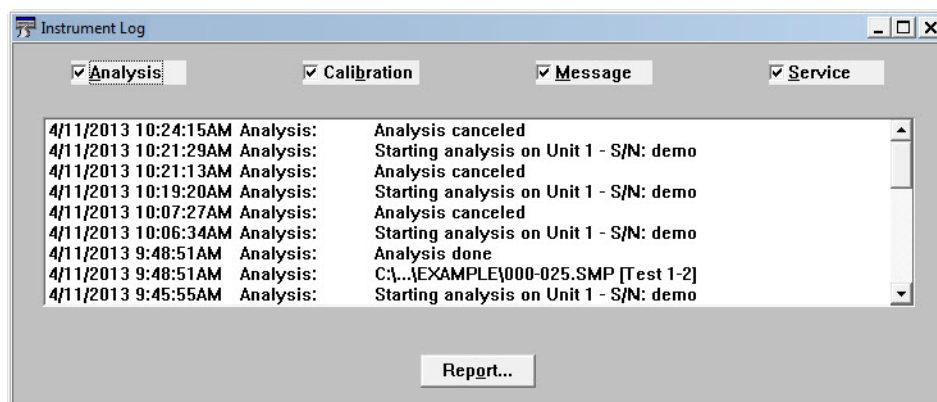 Instrument Log
Analysis Calibration Message Service
4/11/2013 10:24:15AM Analysis: Analysis canceled
4/11/2013 10:21:29AM Analysis: Starting analysis on Unit 1 - S/N: demo
4/11/2013 10:21:13AM Analysis: Analysis canceled
4/11/2013 10:19:20AM Analysis: Starting analysis on Unit 1 - S/N: demo
4/11/2013 10:07:27AM Analysis: Analysis canceled
4/11/2013 10:06:34AM Analysis: Starting analysis on Unit 1 - S/N: demo
4/11/2013 9:48:51AM Analysis: Analysis done
4/11/2013 9:48:51AM Analysis: C:\...\EXAMPLE\000-025.SMP [Test 1-2]
4/11/2013 9:45:55AM Analysis: Starting analysis on Unit 1 - S/N: demo
Report...